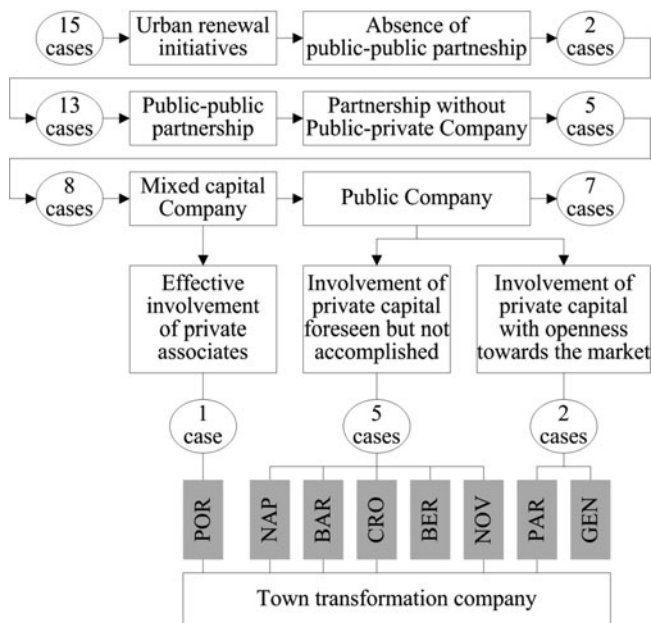 15
cases
Urban renewal
initiatives
Absence of
public-public partneship
2
cases
13
cases
Public-public
partnership
Partnership without
Public-private Company
5
cases
8
cases
Mixed capital
Company
Public Company
7
cases
Effective
involvement
of private
associates
Involvement of
private capital
foreseen but not
accomplished
Involvement of
private capital
with openness
towards the market
1
case
5
cases
2
cases
POR
NAP
BAR
CRO
BER
NOV
PAR
GEN
Town transformation company